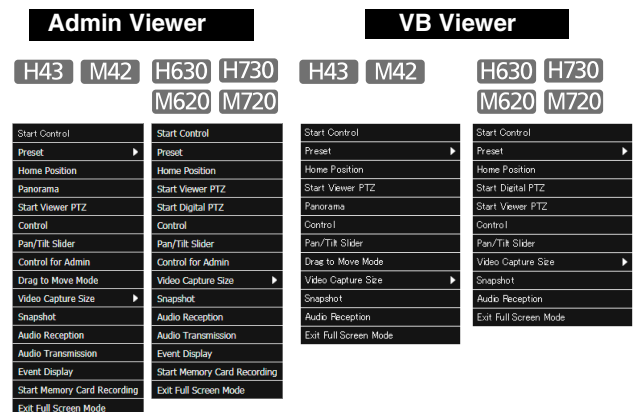 Admin Viewer
VB Viewer
H43 M42
H630 H730
M620 M720
H43 M42
H630 H730
M620 M720
Start Control
Preset
Home Position
Panorama
Start Viewer PTZ
Control
Pan/Tilt Slider
Control for Admin
Drag to Move Mode
Video Capture Size
Snapshot
Audio Reception
Audio Transmission
Event Display
Start Memory Card Recording
Exit Full Screen Mode
Start Control
Preset
Home Position
Start Viewer PTZ
Start Digital PTZ
Control
Pan/Tilt Slider
Control for Admin
Video Capture Size
Snapshot
Audio Reception
Audio Transmission
Event Display
Start Memory Card Recording
Exit Full Screen Mode
Start Control
Preset
Home Position
Start Viewer PTZ
Panorama
Control
Pan/Tilt Slider
Drag to Move Mode
Video Capture Size
Snapshot
Audio Reception
Exit Full Screen Mode
Start Control
Preset
Home Position
Start Digital PTZ
Start Viewer PTZ
Control
Pan/Tilt Slider
Video Capture Size
Snapshot
Audio Reception
Exit Full Screen Mode